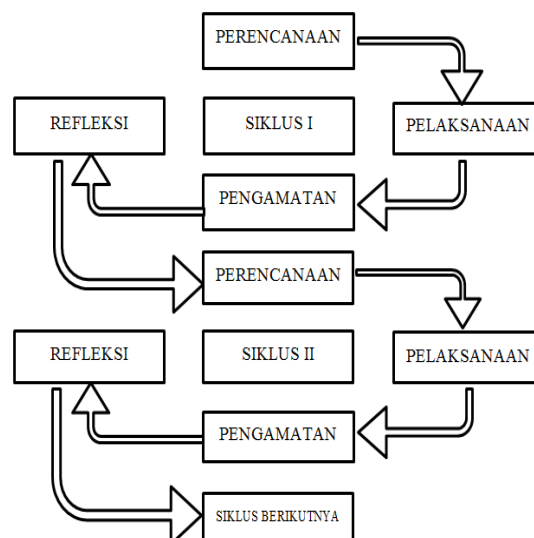 PERENCANAAN
REFLEKSI
SIKLUS I
PELAKSANAAN
PENGAMATAN
PERENCANAAN
REFLEKSI
SIKLUS II
PELAKSANAAN
PENGAMATAN
SIKLUS BERIKUTNYA